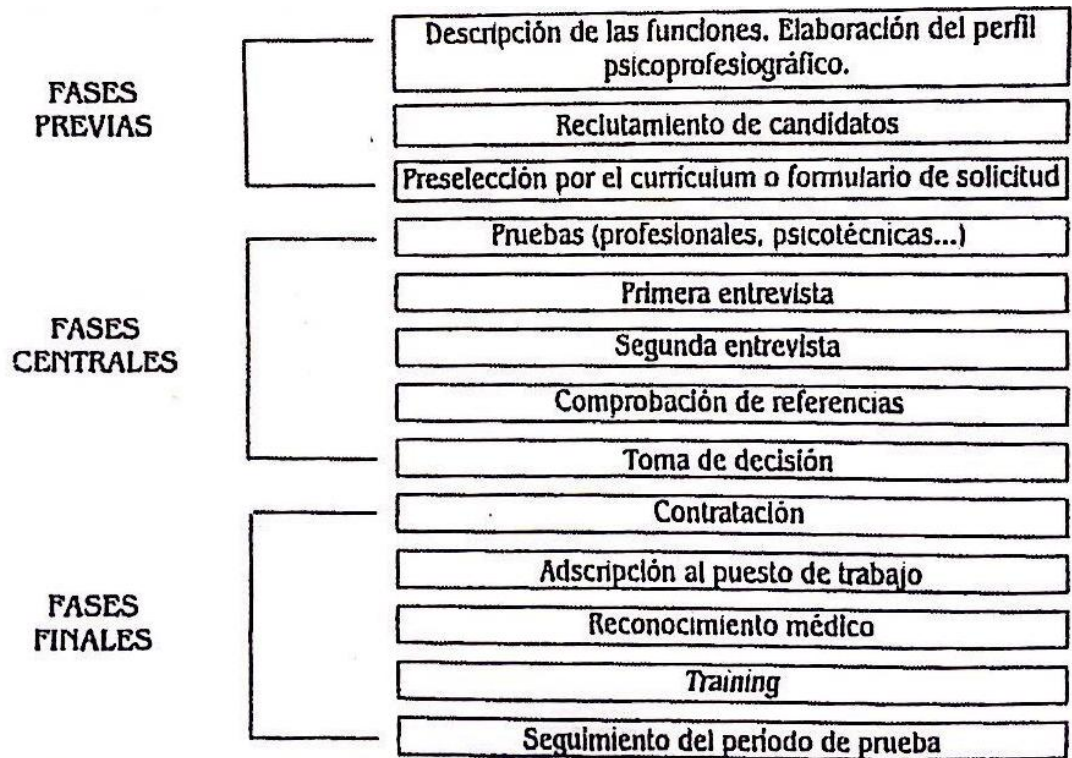 FASES
PREVIAS
Descripción de las funciones. Elaboración del perfil
psicoprofesiográfico.
Reclutamiento de candidatos
Preselección por el currículum o formulario de solicitud
FASES
CENTRALES
Pruebas (profesionales, psicotécnicas...)
Primera entrevista
Segunda entrevista
Comprobación de referencias
Toma de decisión
FASES
FINALES
Contratación
Adscripción al puesto de trabajo
Reconocimiento médico
Training
Seguimiento del periodo de prueba